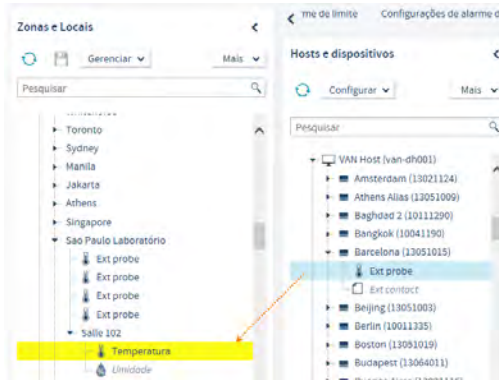 Zonas e Locais
Gerenciar
Mais
Pesquisar
Toronto
Sydney
Manila
Jakarta
Athens
Singapore
Sao Paulo Laboratório
Ext probe
Ext probe
Ext probe
Ext probe
Salle 102
Temperatura
Umidade
me de limite Configurações de alarme d
Hosts e dispositivos
Configurar
Mais
Pesquisar
VAN Host (van-dh001)
Amsterdam (13021124)
Athens Alias (13051009)
Baghdad 2 (10111290)
Bangkok (10041190)
Barcelona (13051015)
Ext probe
Ext contact
Beijing (13051003)
Berlin (10011335)
Boston (13051019)
Budapest (13064011)